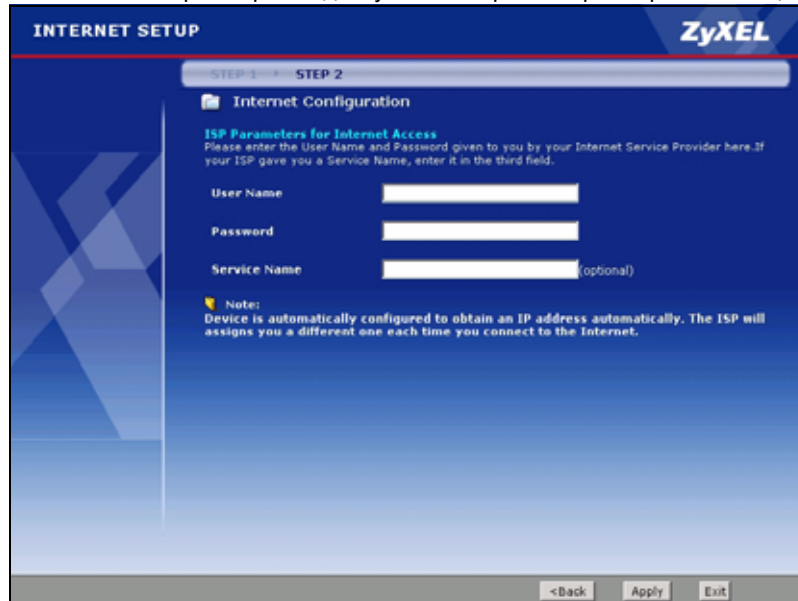 INTERNET SETUP
ZyXEL
STEP 1 STEP 2
Internet Configuration
ISP Parameters for Internet Access
Please enter the User Name and Password given to you by your Internet Service Provider here.If
your ISP gave you a Service Name, enter it in the third field.
User Name
Password
Service Name (optional)
Note:
Device is automatically configured to obtain an IP address automatically. The ISP will
assigns you a different one each time you connect to the Internet.
<Back Apply Exit